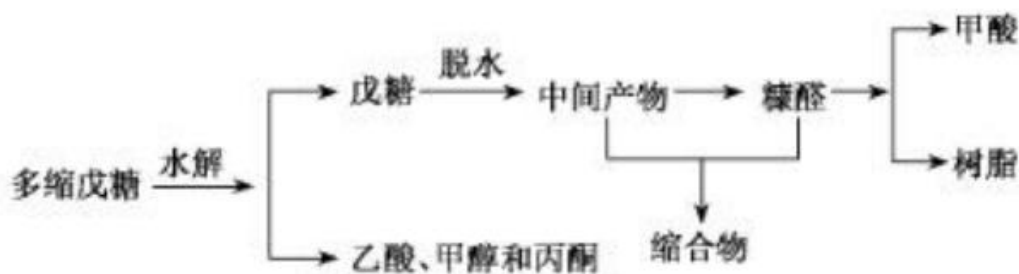 甲酸
脱水
戊糖
中间产物
糠醛
水解
多缩戊糖
树脂
乙酸、甲醇和丙酮
缩合物